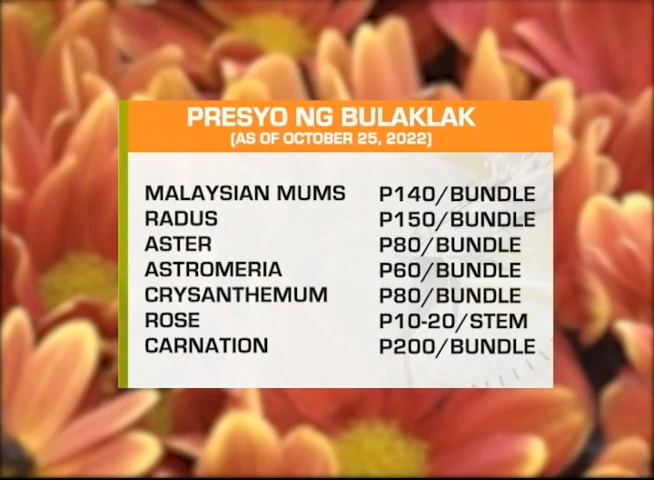 PRESYO NG BULAKLAK
(AS OF OCTOBER 25, 2022)
MALAYSIAN MUMS P140/BUNDLE
RADUS P150/BUNDLE
ASTER P80/BUNDLE
ASTROMERIA P60/BUNDLE
CRYSANTHEMUM P80/BUNDLE
ROSE P10-20/STEM
CARNATION P200/BUNDLE